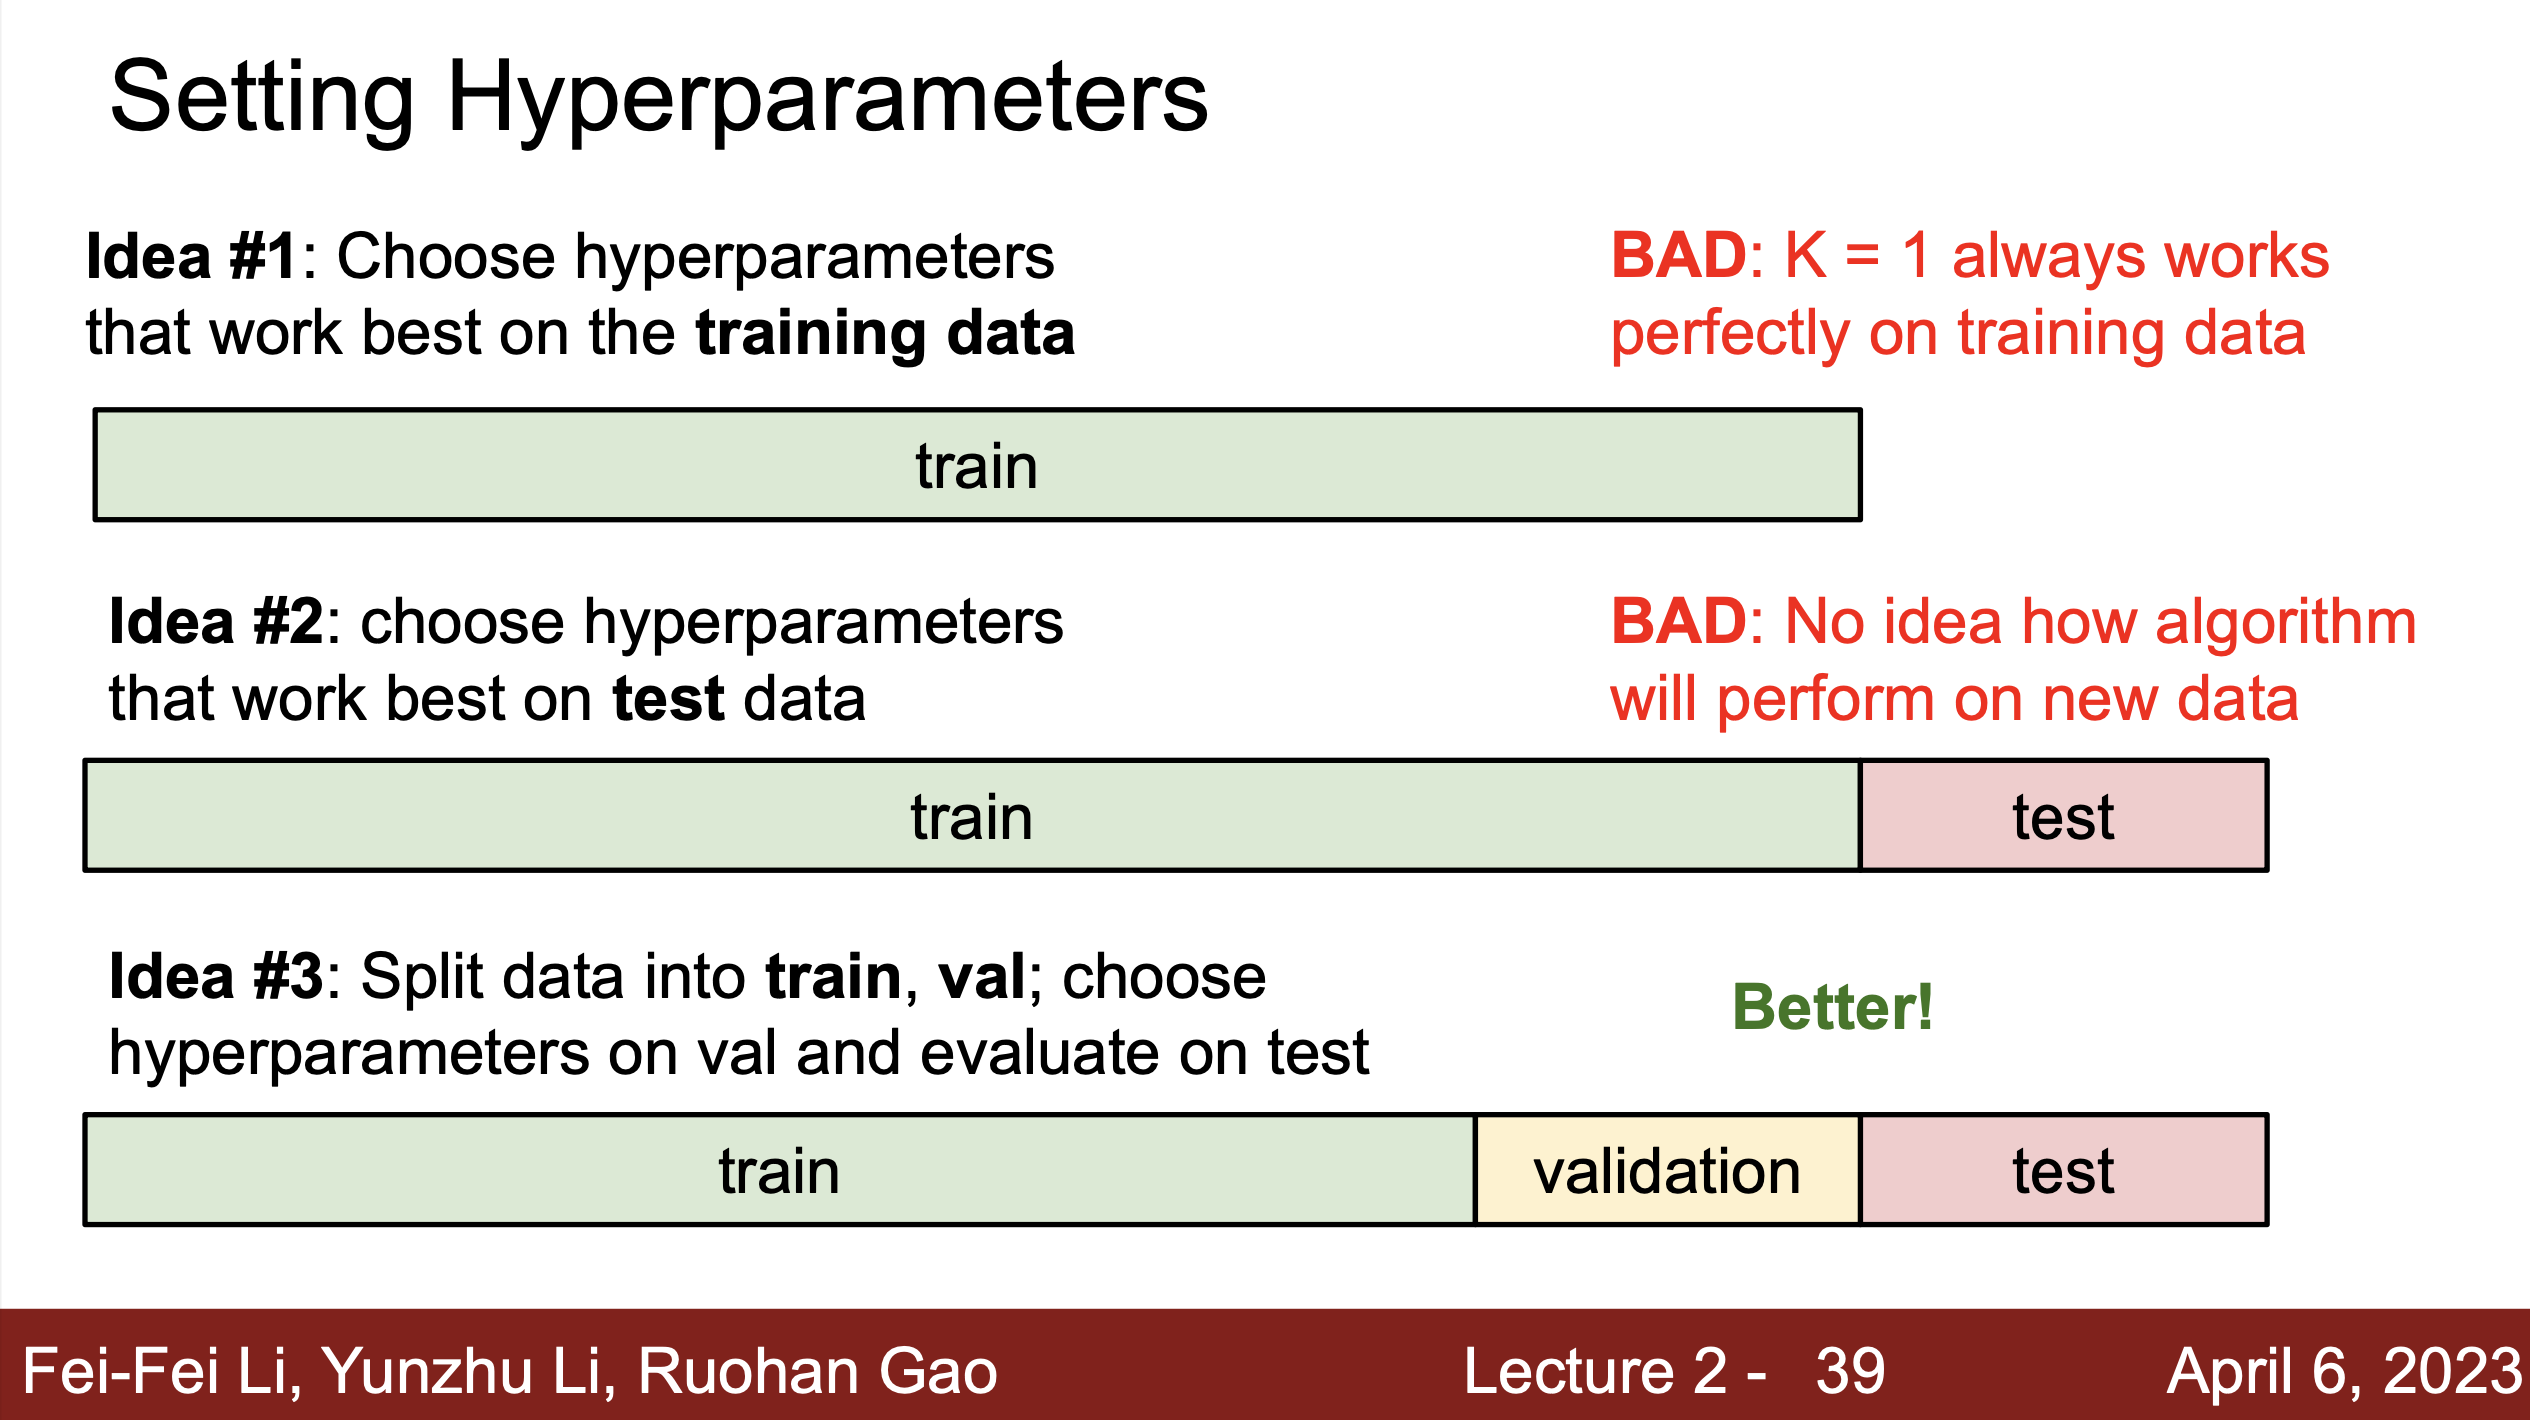 Setting Hyperparameters
Idea #1: Choose hyperparameters
that work best on the training data
BAD: K = 1 always works
perfectly on training data
train
Idea #2: choose hyperparameters
that work best on test data
BAD: No idea how algorithm
will perform on new data
train
test
Idea #3: Split data into train, val; choose
hyperparameters on val and evaluate on test
Better!
train
validation
test
Fei-Fei Li, Yunzhu Li, Ruohan Gao
Lecture 2 - 39
April 6, 2023